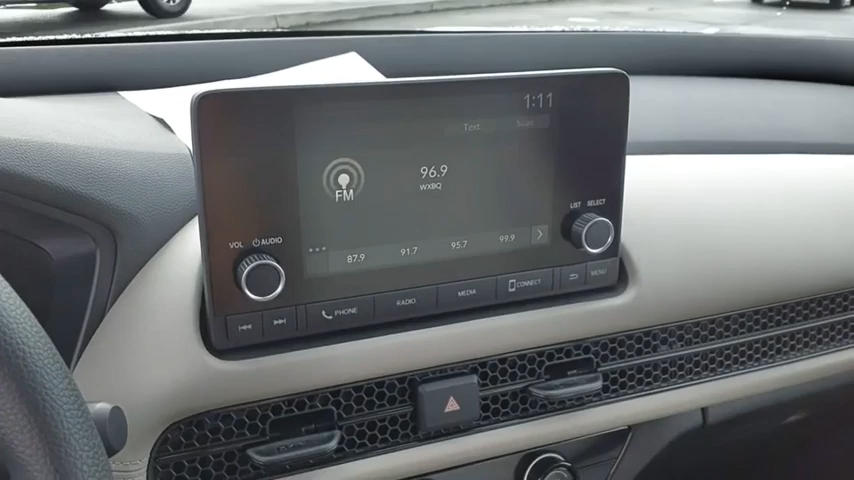 1:11
Text Scan
FM
96.9
WXBQ
LIST SELECT
VOL AUDIO
87.9 91.7 95.7 99.9
PHONE RADIO MEDIA CONNECT MENU